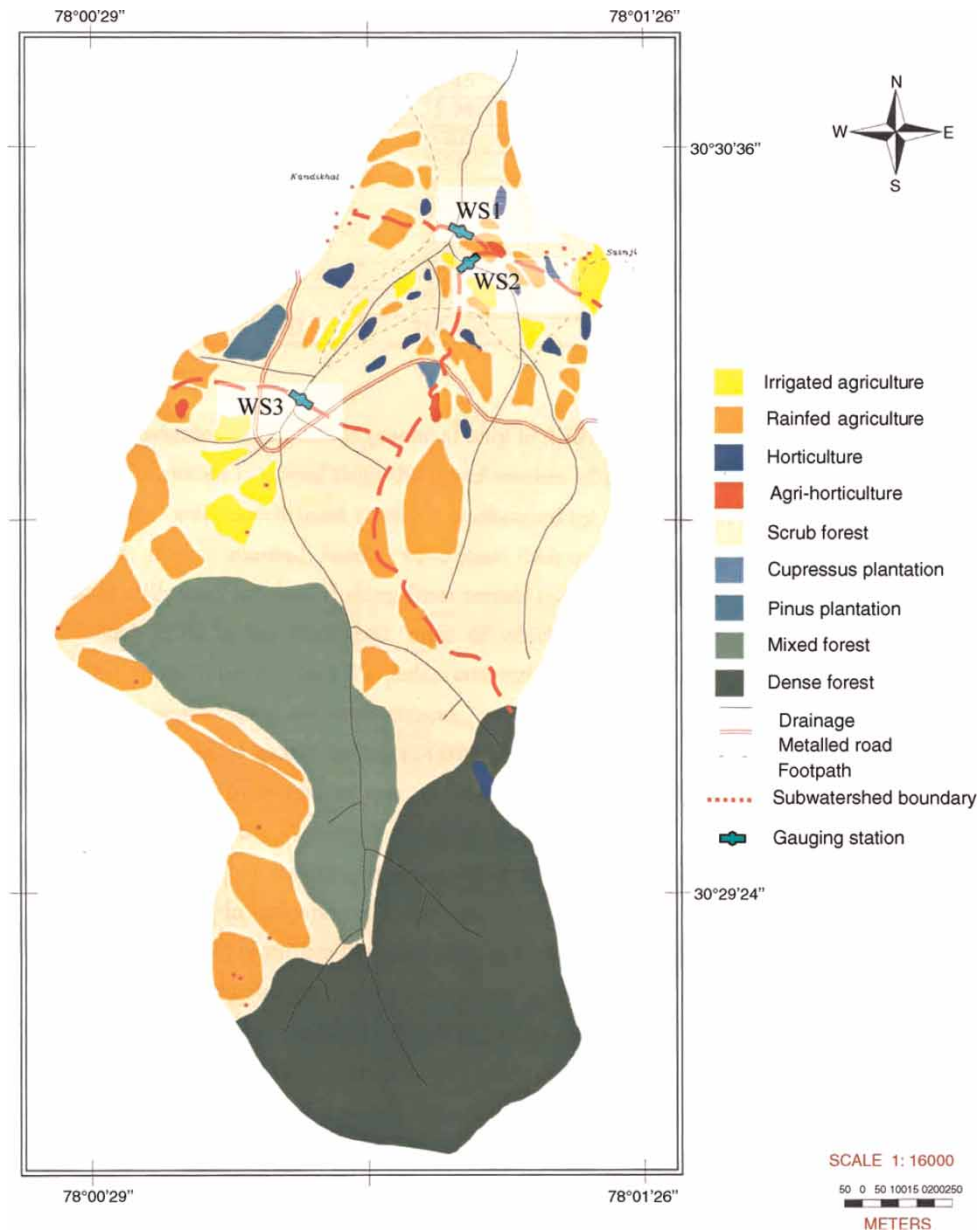 78°00'29" 78°01'26"
N
W E
S
30°30'36"
Kandikhal
WS1
Sainji
WS2
WS3
Irrigated agriculture
Rainfed agriculture
Horticulture
Agri-horticulture
Scrub forest
Cupressus plantation
Pinus plantation
Mixed forest
Dense forest
Drainage
Metalled road
Footpath
Subwatershed boundary
Gauging station
30°29'24"
78°00'29" 78°01'26"
SCALE 1: 16000
50 0 50 10015 0200250
METERS